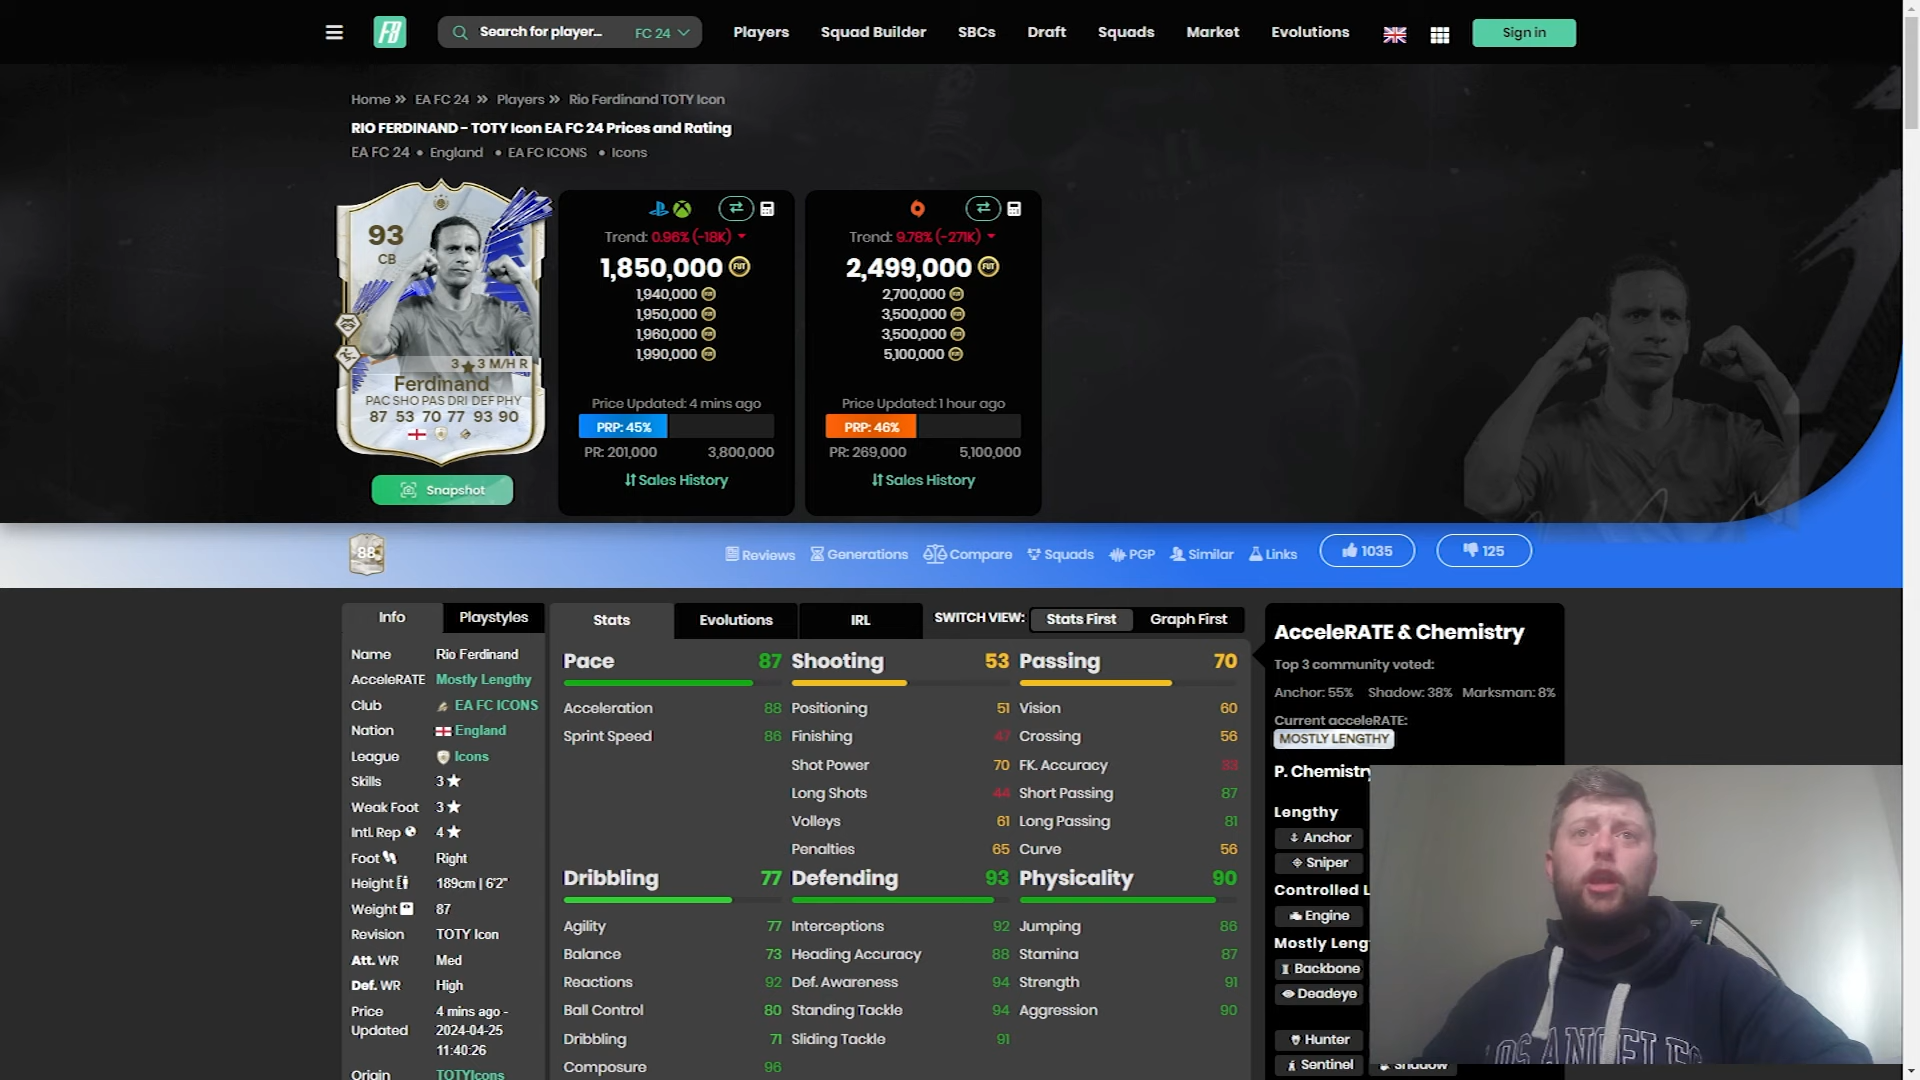 FB Search for player... FC 24 Players Squad Builder SBCs Draft Squads Market Evolutions Sign in
Home » EA FC 24 » Players » Rio Ferdinand TOTY Icon
RIO FERDINAND - TOTY Icon EA FC 24 Prices and Rating
EA FC 24 • England • EA FC ICONS • Icons
93
CB
3 ★ 3 M/H R
Ferdinand
PAC SHO PAS DRI DEF PHY
87 53 70 77 93 90
Snapshot
Trend: 0.96% (-18K)
1,850,000
1,940,000
1,950,000
1,960,000
1,990,000
Price Updated: 4 mins ago
PRP: 45%
PR: 201,000 3,800,000
Sales History
Trend: 9.78% (-271K)
2,499,000
2,700,000
3,500,000
3,500,000
5,100,000
Price Updated: 1 hour ago
PRP: 46%
PR: 269,000 5,100,000
Sales History
88 Reviews Generations Compare Squads PGP Similar Links 1035 125
Info Playstyles
Name Rio Ferdinand
AcceleRATE Mostly Lengthy
Club EA FC ICONS
Nation England
League Icons
Skills 3 ★
Weak Foot 3 ★
Intl. Rep 4 ★
Foot Right
Height 189cm | 6'2"
Weight 87
Revision TOTY Icon
Att. WR Med
Def. WR High
Price Updated 4 mins ago - 2024-04-25 11:40:26
Origin TOTYIcons
Stats Evolutions IRL SWITCH VIEW: Stats First Graph First
Pace 87
Acceleration 88
Sprint Speed 86
Shooting 53
Positioning 51
Finishing 47
Shot Power 70
Long Shots 44
Volleys 61
Penalties 65
Passing 70
Vision 60
Crossing 56
FK. Accuracy
Short Passing 87
Long Passing 81
Curve 56
Dribbling 77
Agility 77
Balance 73
Reactions 92
Ball Control 80
Dribbling 71
Composure 96
Defending 93
Interceptions 92
Heading Accuracy 88
Def. Awareness 94
Standing Tackle 94
Sliding Tackle 91
Physicality 90
Jumping 86
Stamina 87
Strength 91
Aggression 90
AcceleRATE & Chemistry
Top 3 community voted:
Anchor: 55% Shadow: 38% Marksman: 8%
Current acceleRATE:
MOSTLY LENGTHY
P. Chemistry
Lengthy
Anchor
Sniper
Controlled L
Engine
Mostly Leng
Backbone
Deadeye
Hunter
Sentinel Shadow
LOS ANGELES